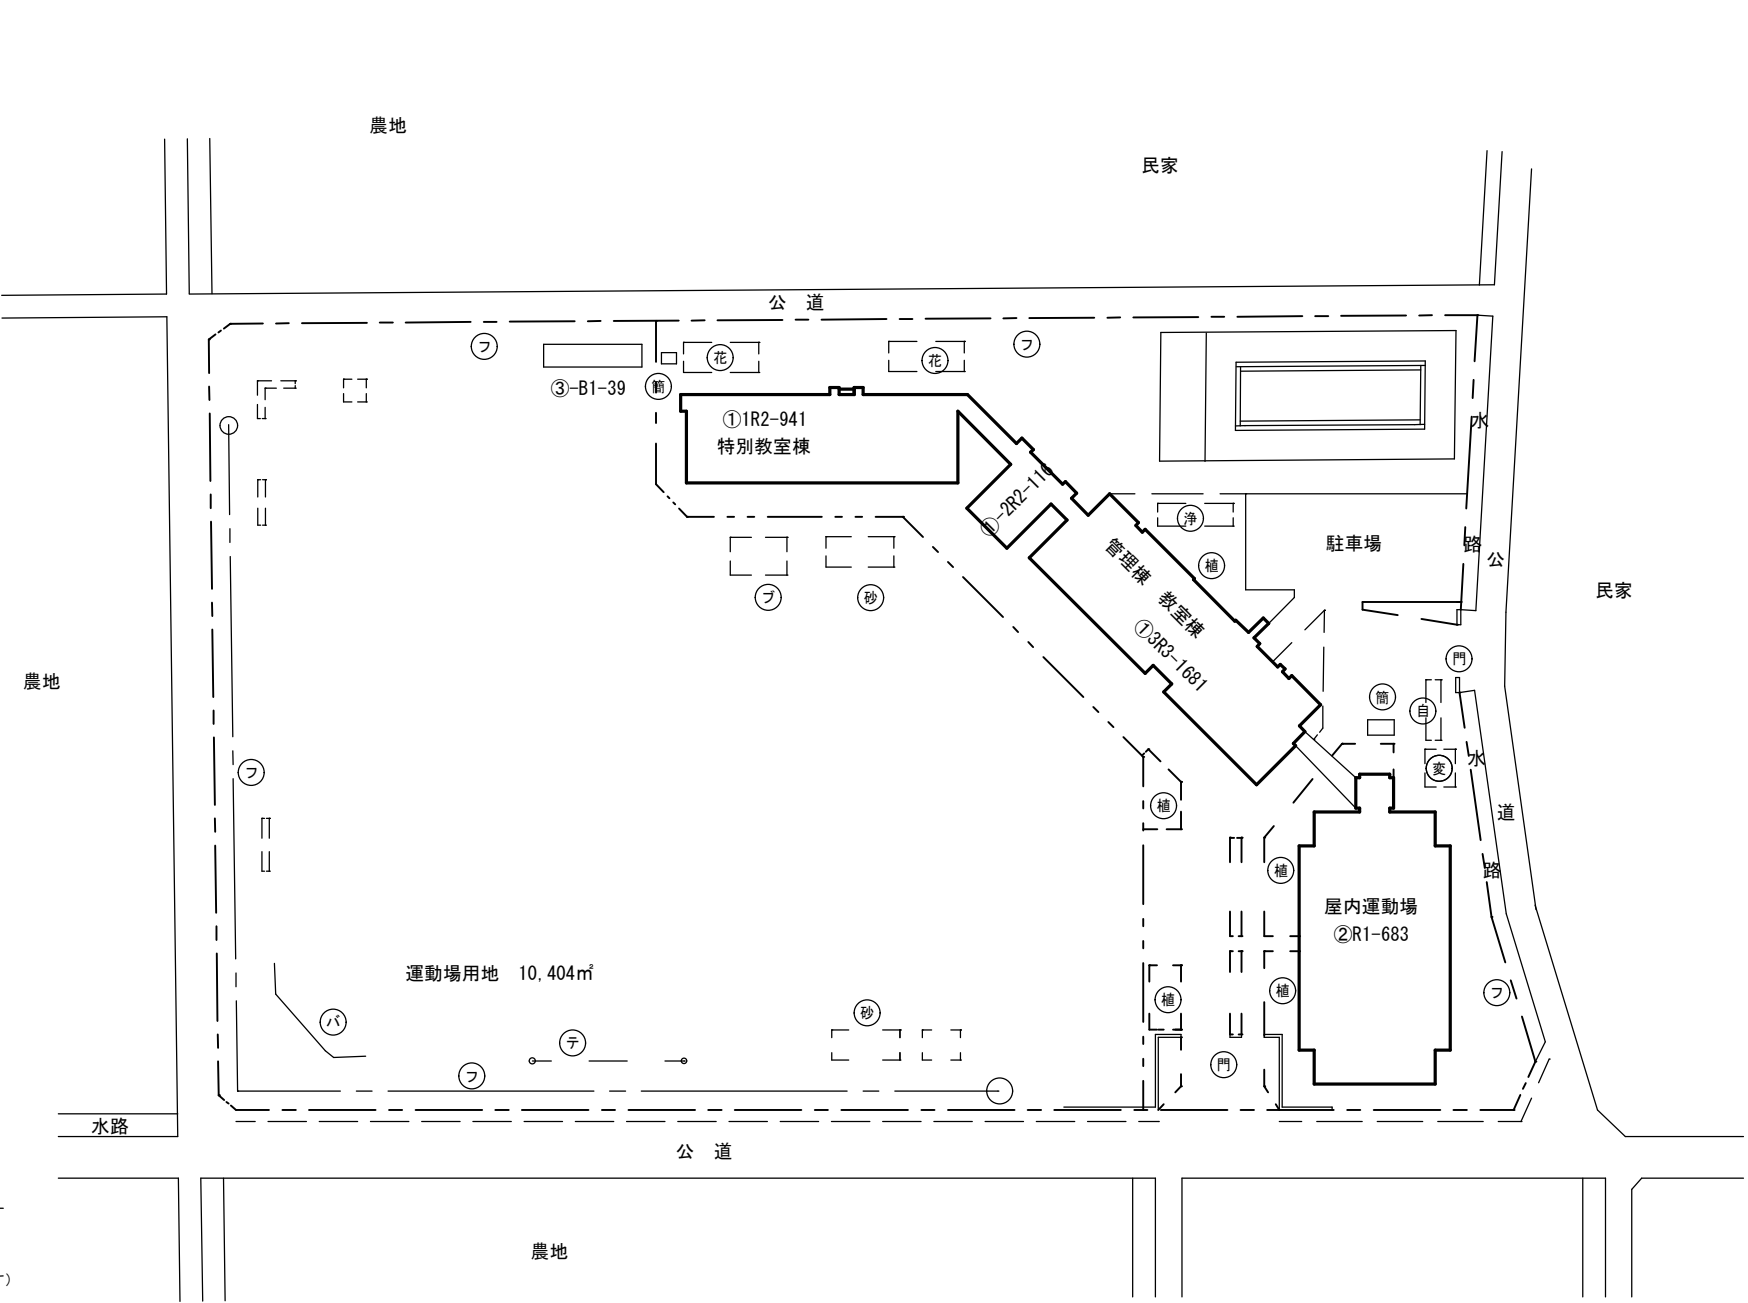 農地
民家
公　道
フ
フ
花
花
③-B1-39
簡
①1R2-941
特別教室棟
①-2R2-116
水
路
浄
駐車場
公
管理棟　教室棟
①3R3-1681
植
民家
ブ
砂
門
農地
簡
自
変
水
フ
植
道
植
路
屋内運動場
②R1-683
運動場用地　10,404㎡
植
植
フ
バ
砂
テ
門
フ
水路
公　道
農地